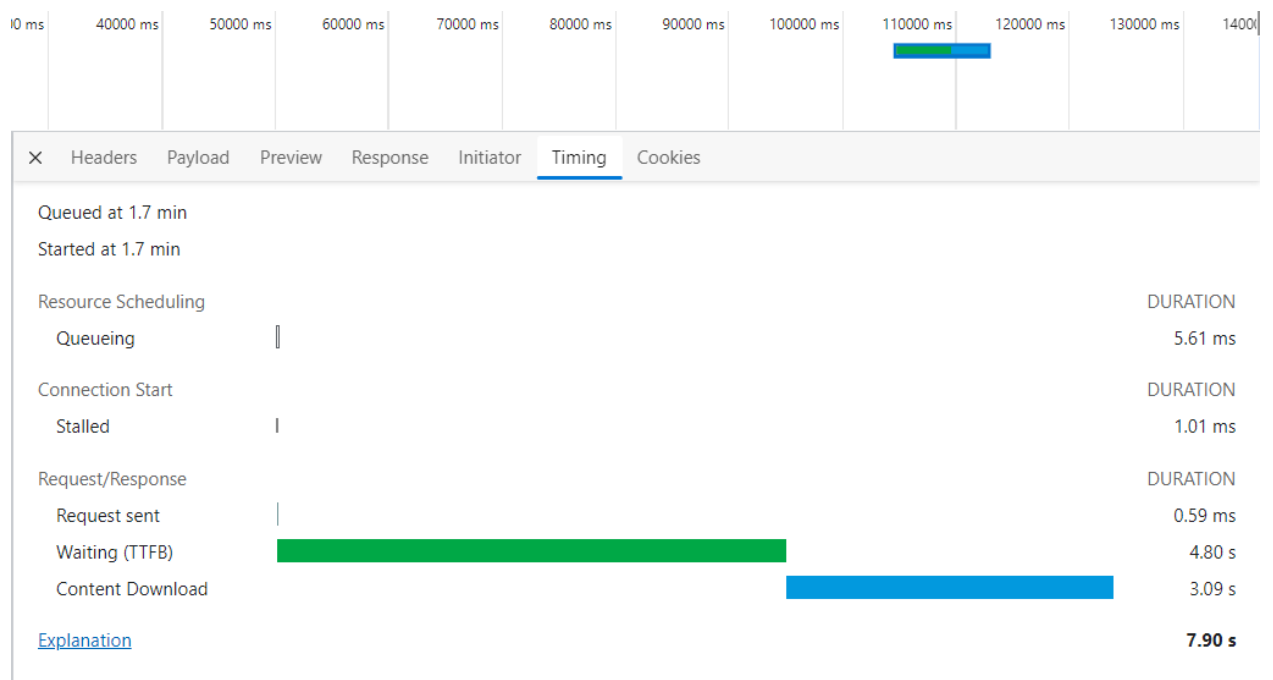 40000 ms 50000 ms 60000 ms 70000 ms 80000 ms 90000 ms 100000 ms 110000 ms 120000 ms 130000 ms
Headers Payload Preview Response Initiator Timing Cookies
Queued at 1.7 min
Started at 1.7 min
Resource Scheduling DURATION
Queueing 5.61 ms
Connection Start DURATION
Stalled 1.01 ms
Request/Response DURATION
Request sent 0.59 ms
Waiting (TTFB) 4.80 s
Content Download 3.09 s
Explanation 7.90 s